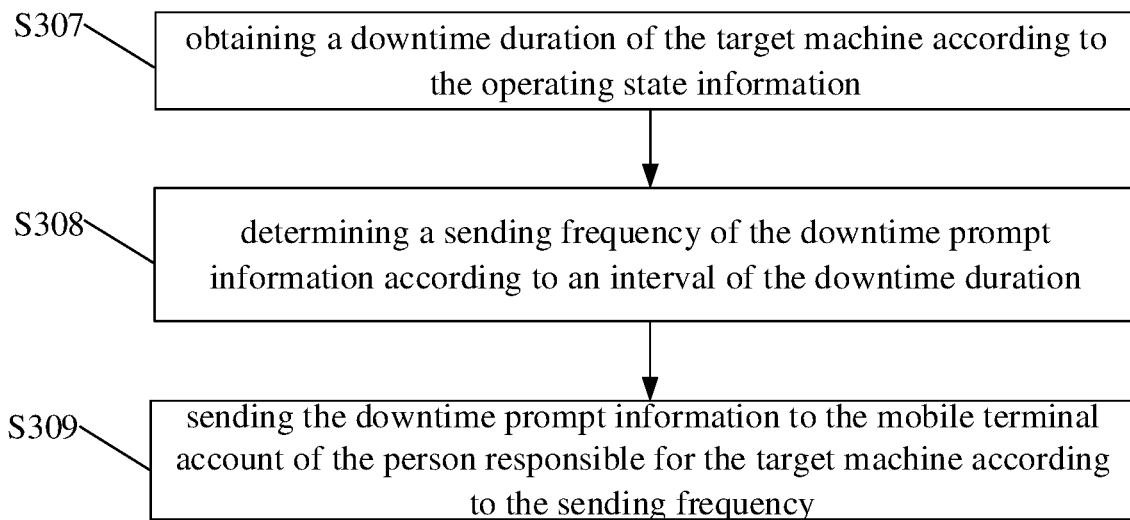 S307
obtaining a downtime duration of the target machine according to
the operating state information
S308
determining a sending frequency of the downtime prompt
information according to an interval of the downtime duration
S309
sending the downtime prompt information to the mobile terminal
account of the person responsible for the target machine according
to the sending frequency